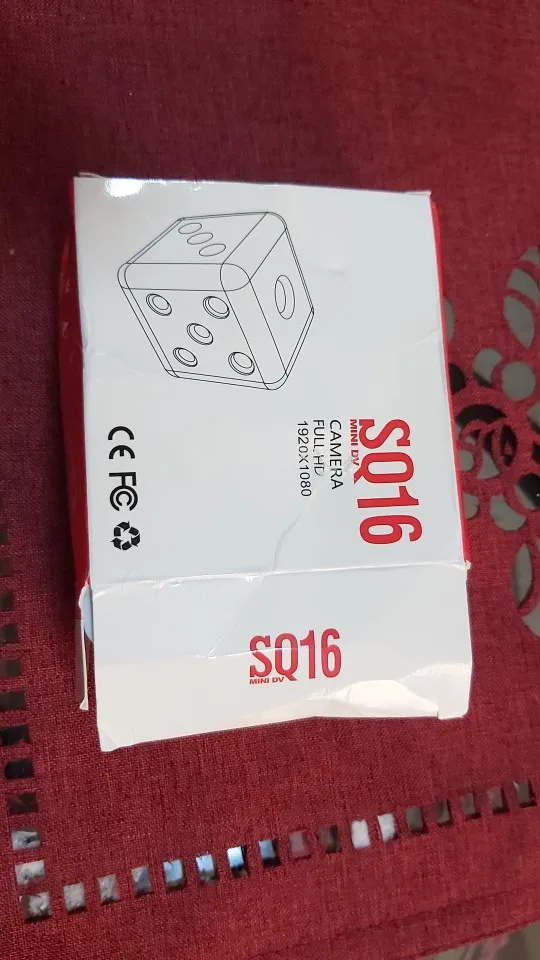 SQ16
MINI DV
CAMERA
FULL HD
1920X1080
CE FC
SQ16
MINI DV